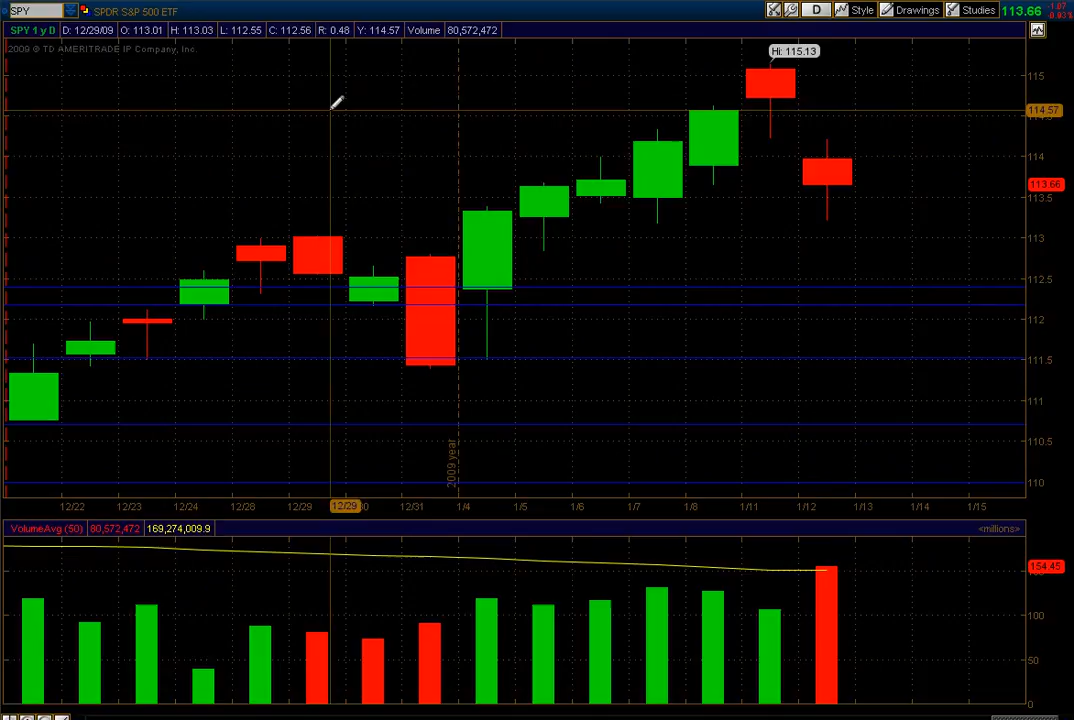 SPY SPDR S&P 500 ETF D Style Drawings Studies 113.66 -1.07 -0.93%
SPY 1 y D D: 12/29/09 O: 113.01 H: 113.03 L: 112.55 C: 112.56 R: 0.48 Y: 114.57 Volume 80,572,472
2009 © TD AMERITRADE IP Company, Inc.
Hi: 115.13
115
114.57
114
113.66
113.5
113
112.5
112
111.5
111
110.5
110
2009 year
12/22 12/23 12/24 12/28 12/29 12/29 30 12/31 1/4 1/5 1/6 1/7 1/8 1/11 1/12 1/13 1/14 1/15
VolumeAvg (50) 80,572,472 169,274,009.9 <millions>
154.45
100
50
0